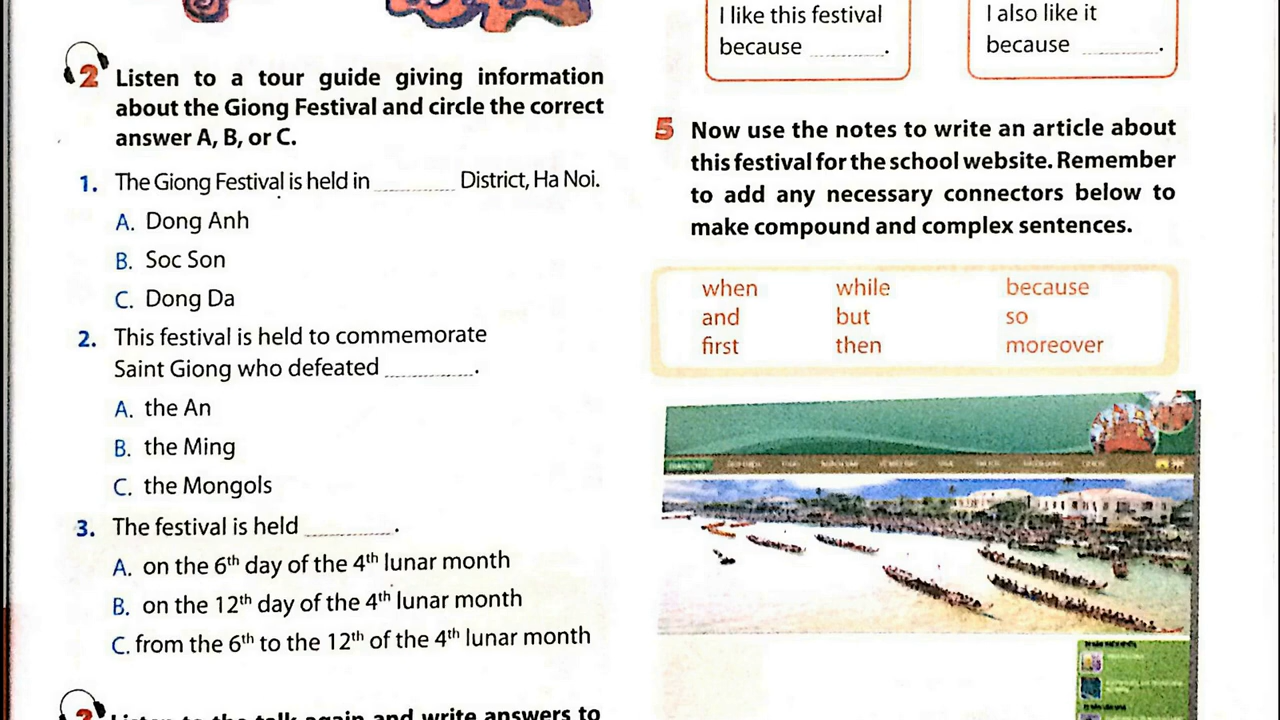 2 Listen to a tour guide giving information
about the Giong Festival and circle the correct
answer A, B, or C.
1. The Giong Festival is held in .......... District, Ha Noi.
A. Dong Anh
B. Soc Son
C. Dong Da
2. This festival is held to commemorate
Saint Giong who defeated .......... .
A. the An
B. the Ming
C. the Mongols
3. The festival is held .......... .
A. on the 6th day of the 4th lunar month
B. on the 12th day of the 4th lunar month
C. from the 6th to the 12th of the 4th lunar month
3 Listen to the talk again and write answers to
I like this festival
because .......... .
I also like it
because .......... .
5 Now use the notes to write an article about
this festival for the school website. Remember
to add any necessary connectors below to
make compound and complex sentences.
when while because
and but so
first then moreover